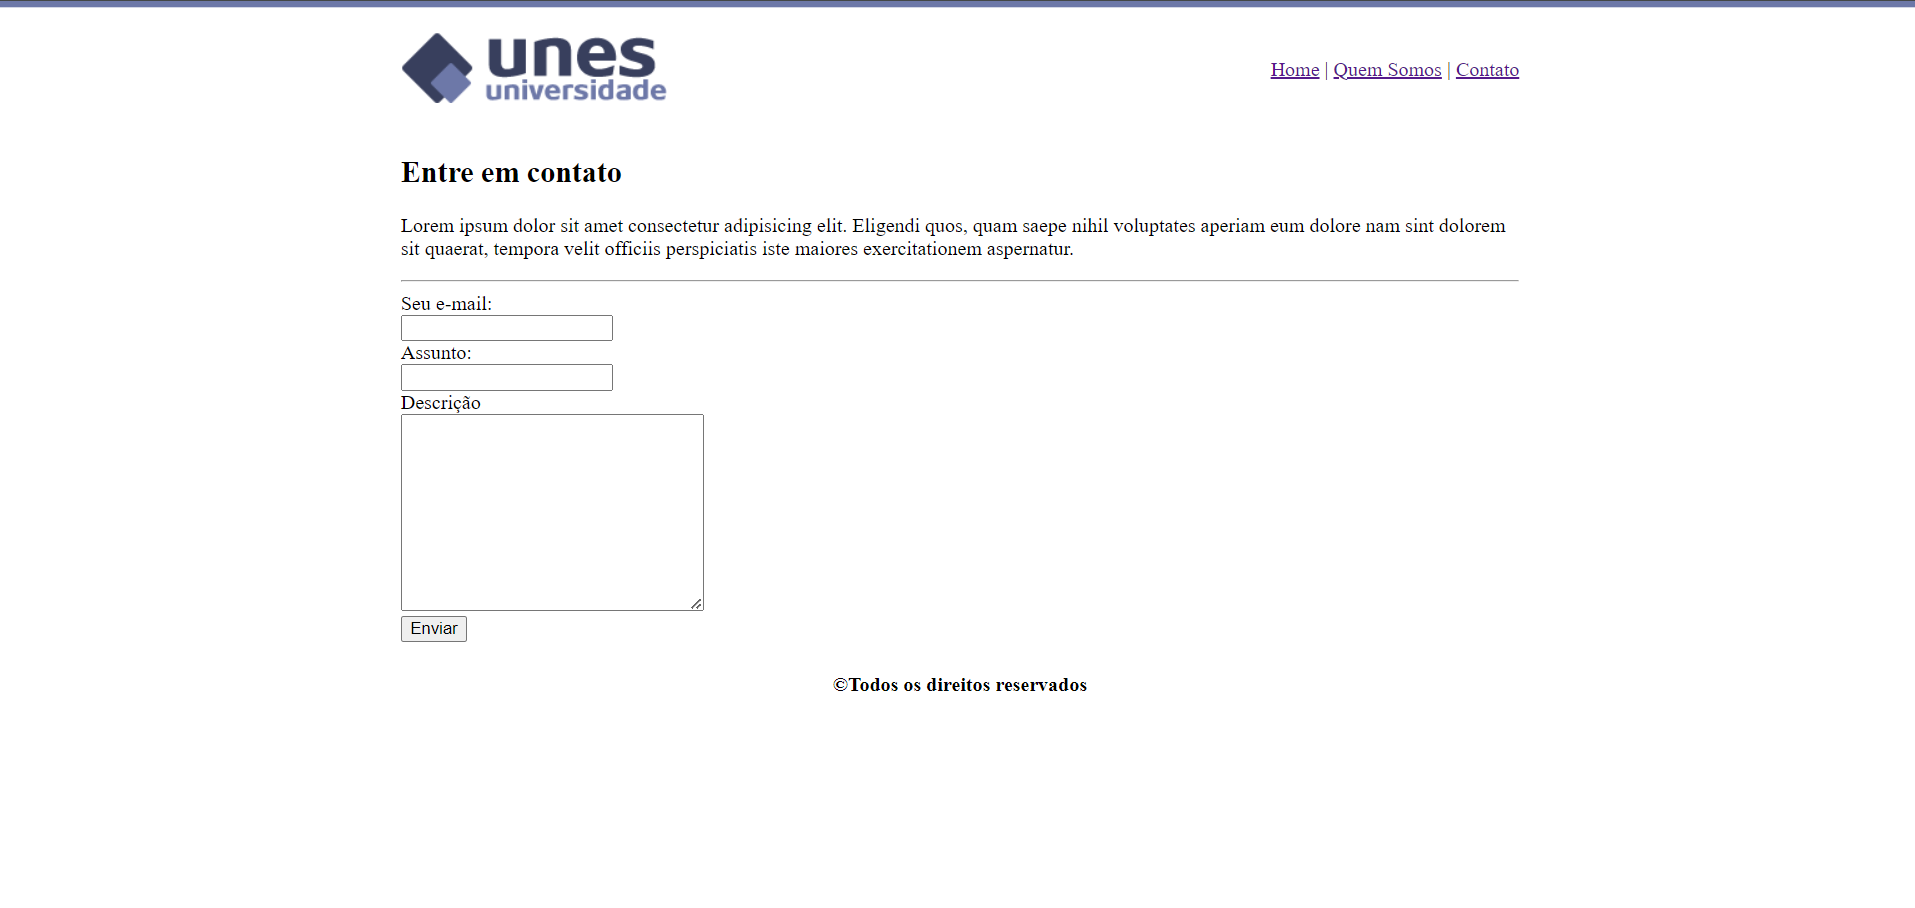 unes
universidade
Home | Quem Somos | Contato
Entre em contato
Lorem ipsum dolor sit amet consectetur adipisicing elit. Eligendi quos, quam saepe nihil voluptates aperiam eum dolore nam sint dolorem
sit quaerat, tempora velit officiis perspiciatis iste maiores exercitationem aspernatur.
Seu e-mail:
Assunto:
Descrição
Enviar
©Todos os direitos reservados